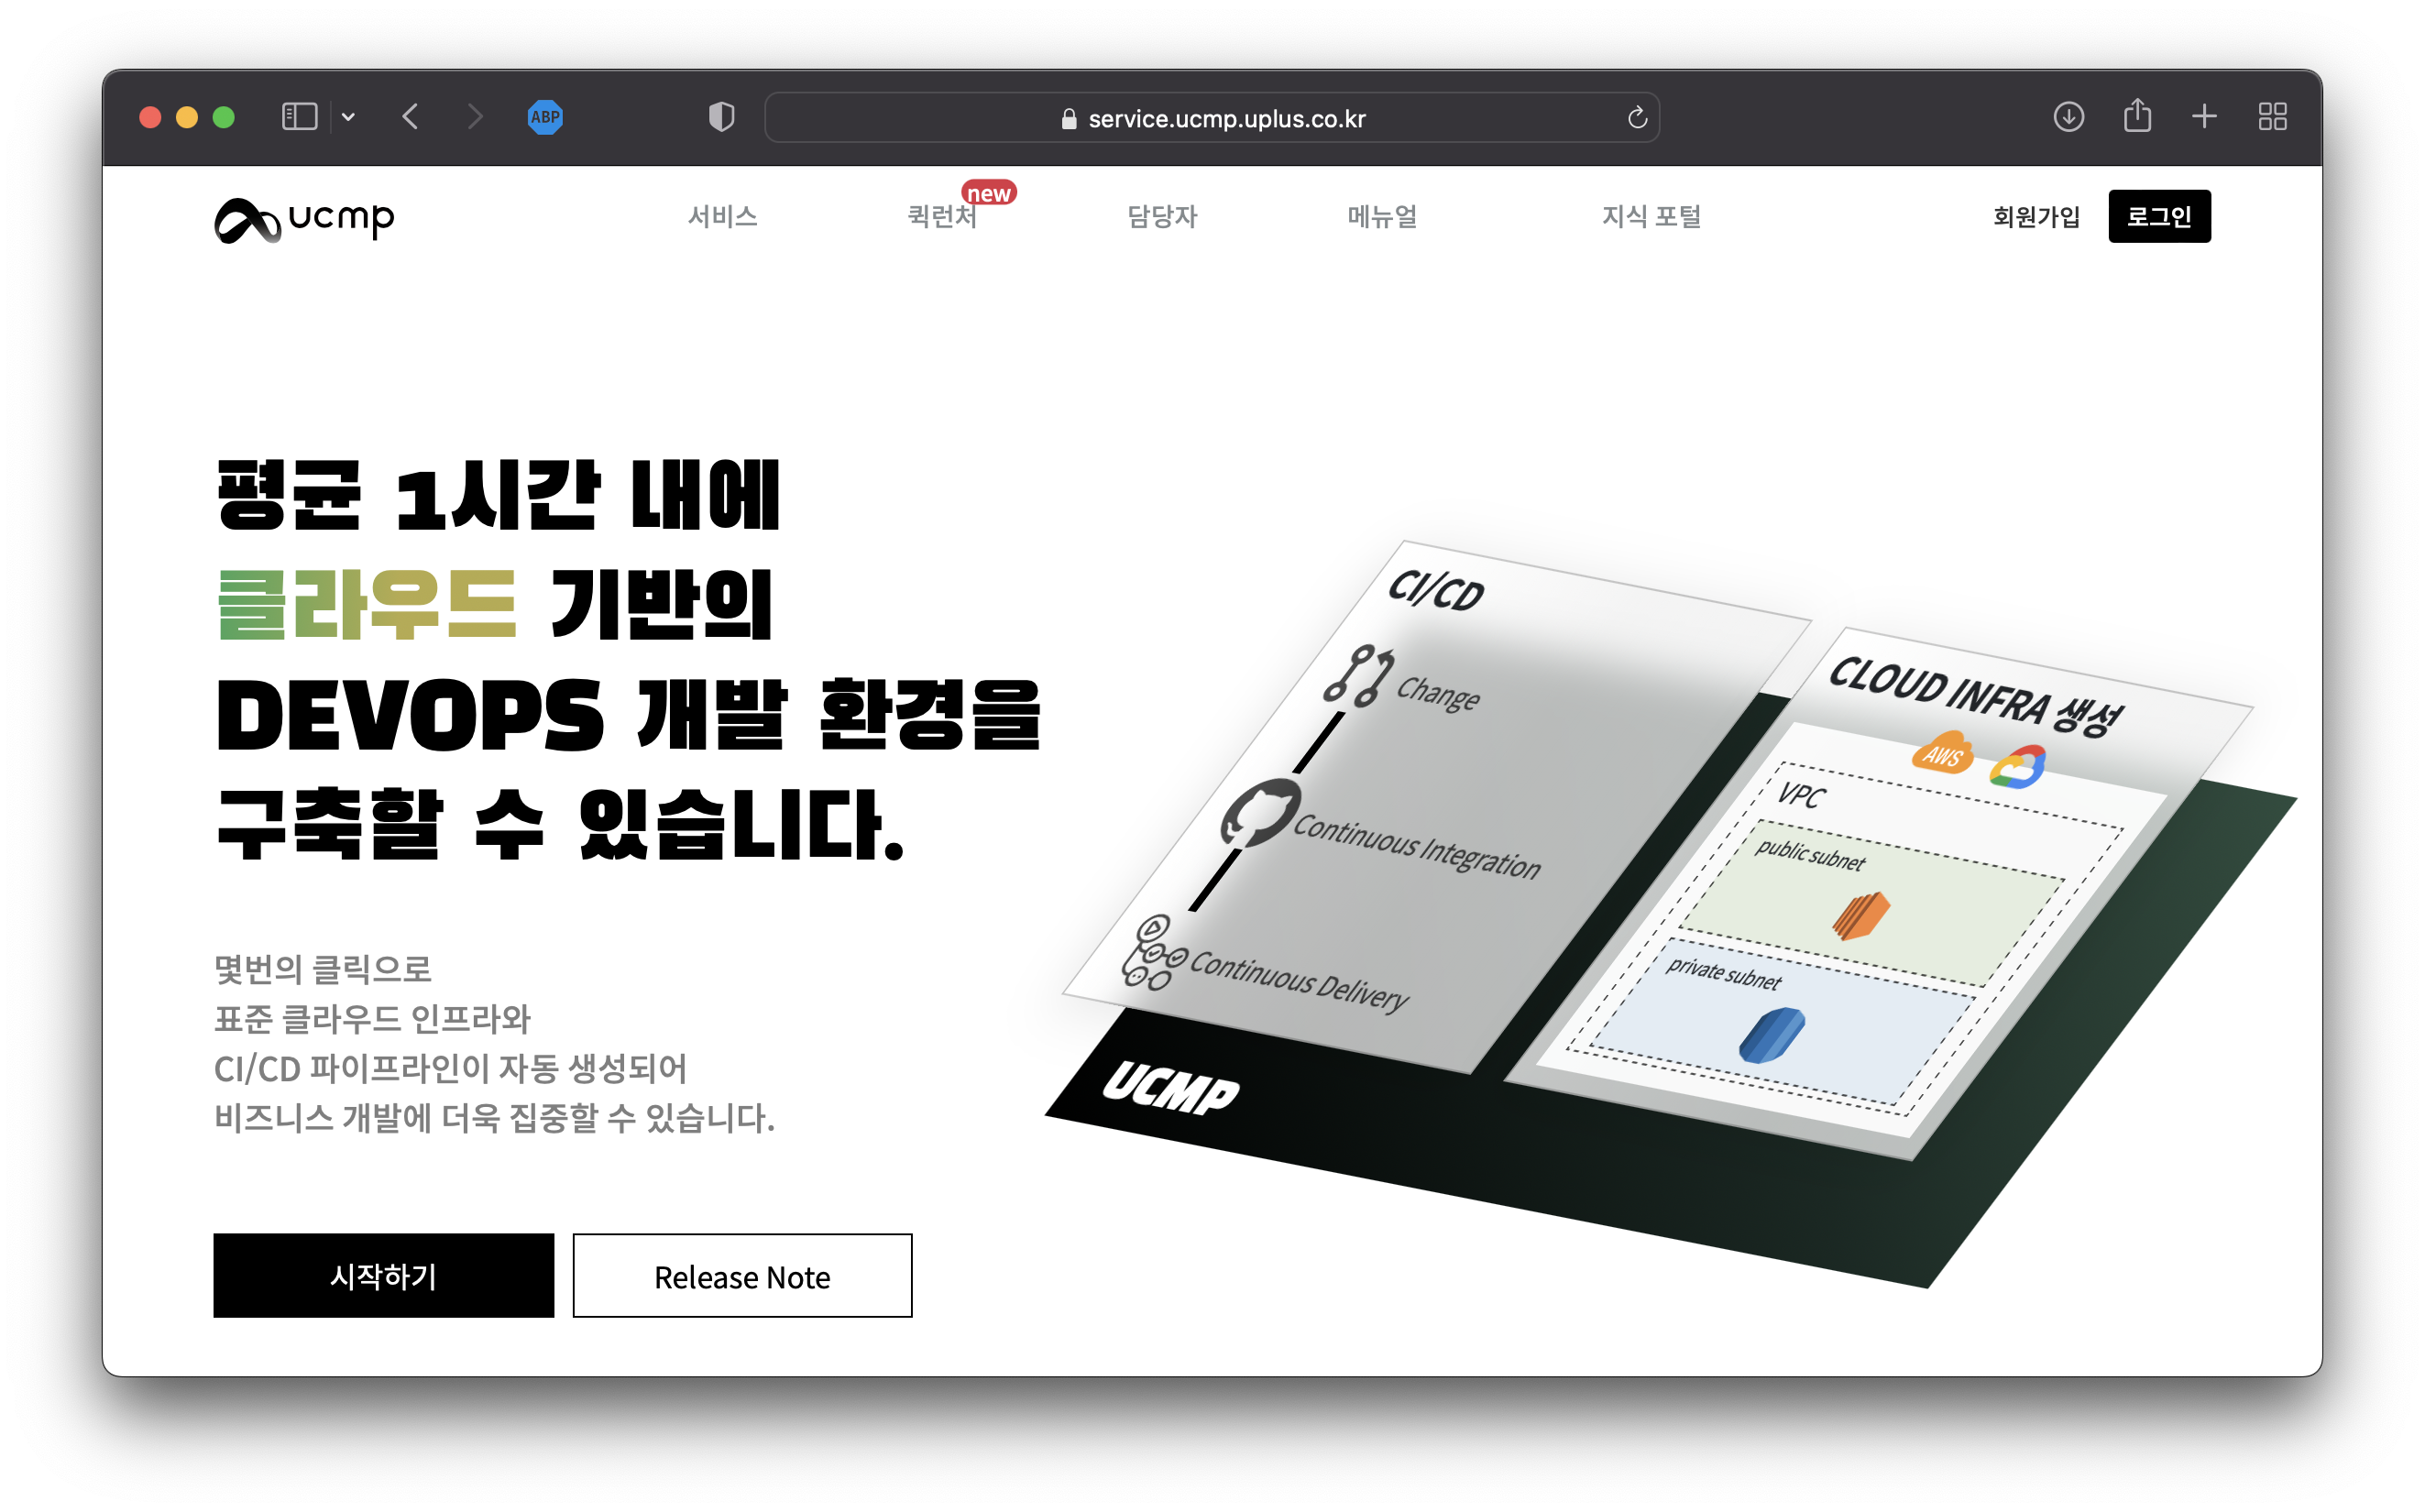 ABP
service.ucmp.uplus.co.kr
ucmp
서비스
퀵런처
new
담당자
메뉴얼
지식 포털
회원가입
로그인
평균 1시간 내에
클라우드 기반의
DEVOPS 개발 환경을
구축할 수 있습니다.
몇번의 클릭으로
표준 클라우드 인프라와
CI/CD 파이프라인이 자동 생성되어
비즈니스 개발에 더욱 집중할 수 있습니다.
시작하기
Release Note
CI/CD
Change
Continuous Integration
Continuous Delivery
UCMP
CLOUD INFRA 생성
AWS
VPC
public subnet
private subnet